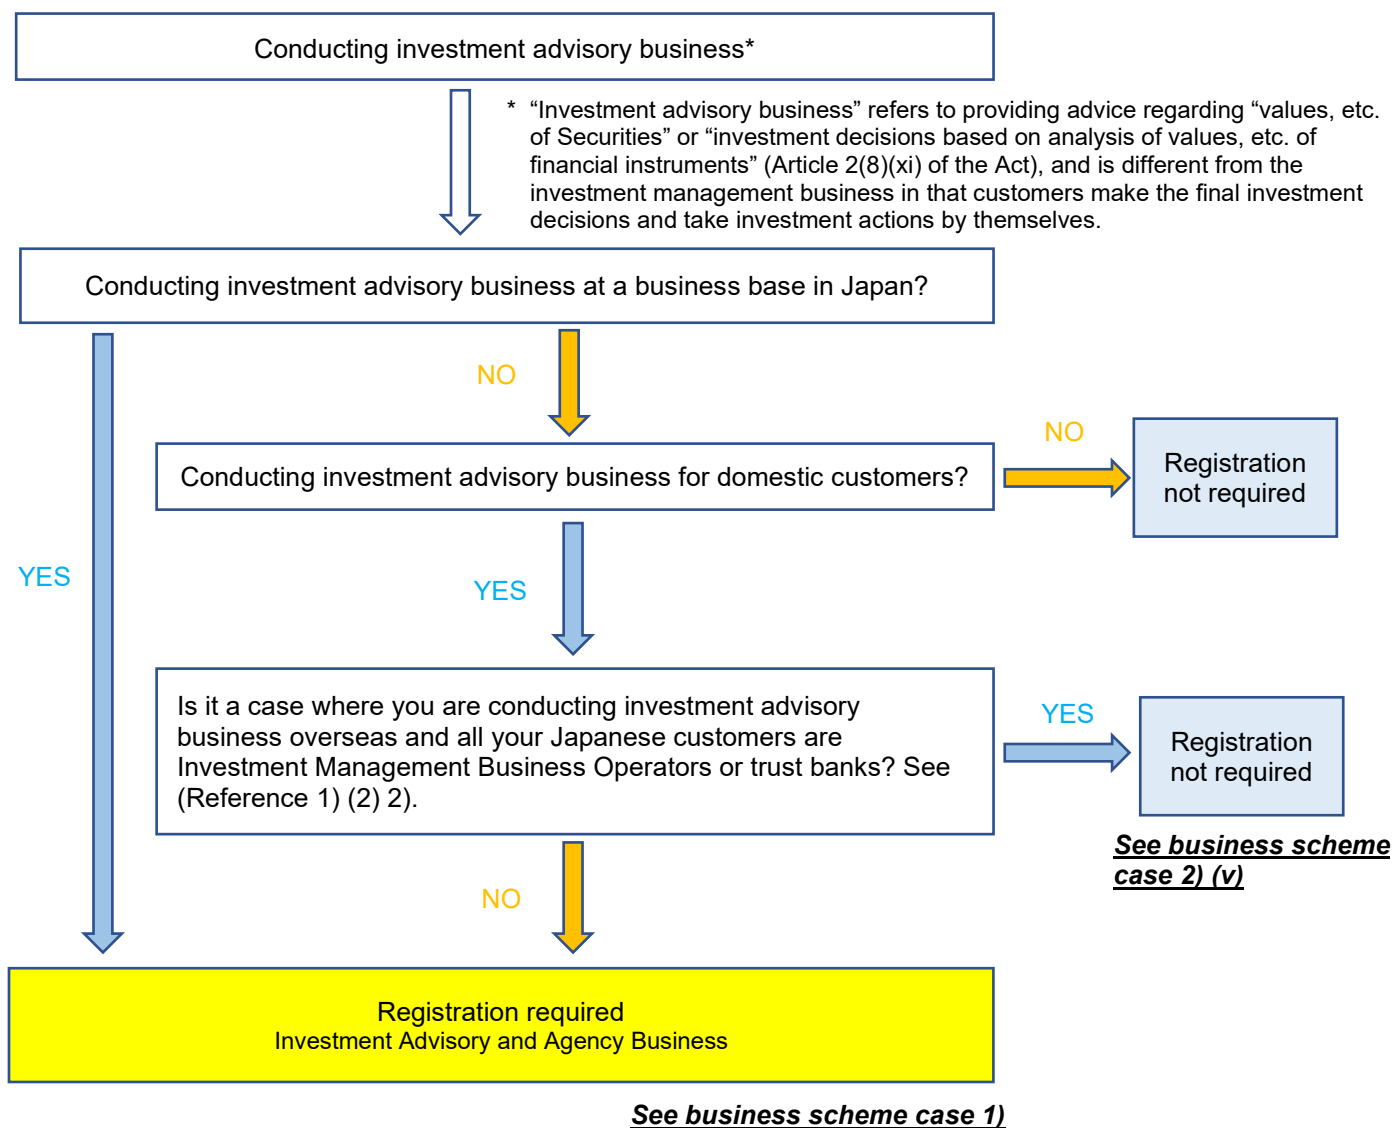 Conducting investment advisory business*
* “Investment advisory business” refers to providing advice regarding “values, etc.
of Securities” or “investment decisions based on analysis of values, etc. of
financial instruments” (Article 2(8)(xi) of the Act), and is different from the
investment management business in that customers make the final investment
decisions and take investment actions by themselves.
Conducting investment advisory business at a business base in Japan?
NO
Conducting investment advisory business for domestic customers?
NO
Registration
not required
YES
YES
Is it a case where you are conducting investment advisory
business overseas and all your Japanese customers are
Investment Management Business Operators or trust banks? See
(Reference 1) (2) 2).
YES
Registration
not required
See business scheme
case 2) (v)
NO
Registration required
Investment Advisory and Agency Business
See business scheme case 1)